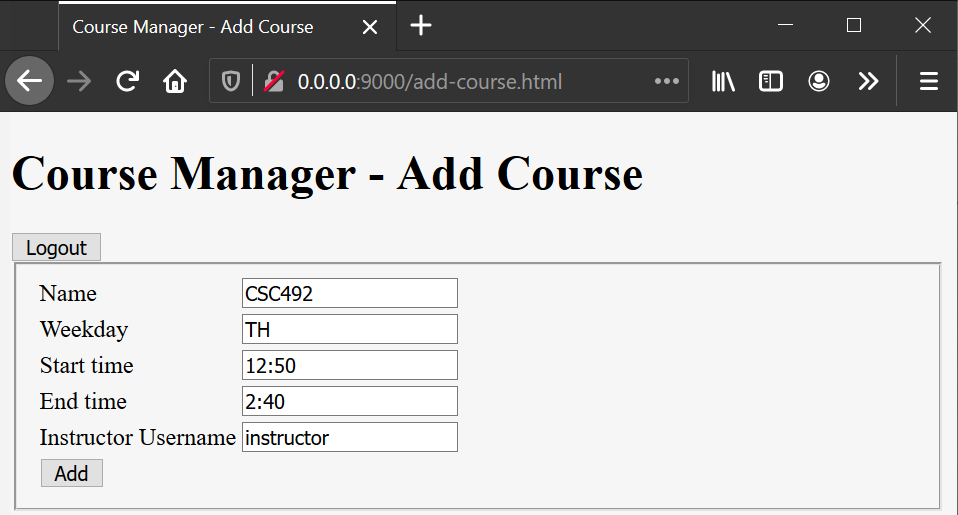 Course Manager - Add Course
0.0.0.0:9000/add-course.html
Course Manager - Add Course
Logout
Name CSC492
Weekday TH
Start time 12:50
End time 2:40
Instructor Username instructor
Add